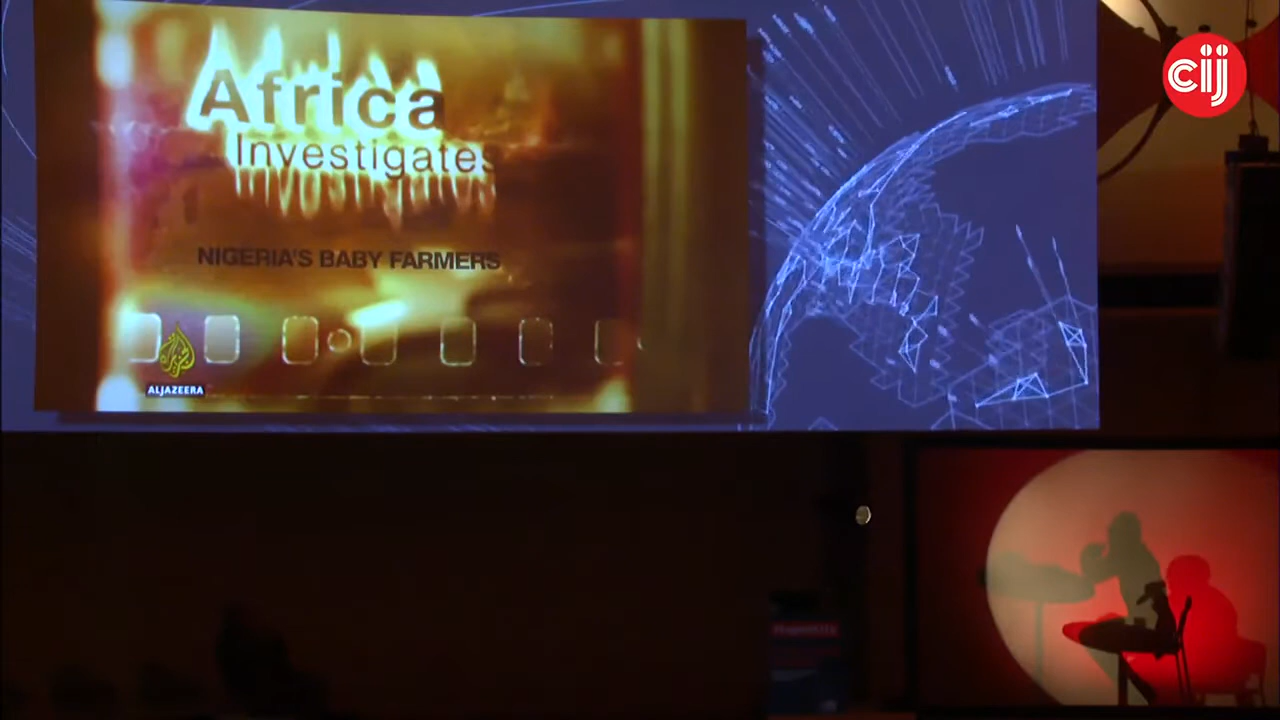 Africa
Investigates
NIGERIA'S BABY FARMERS
ALJAZEERA
cij